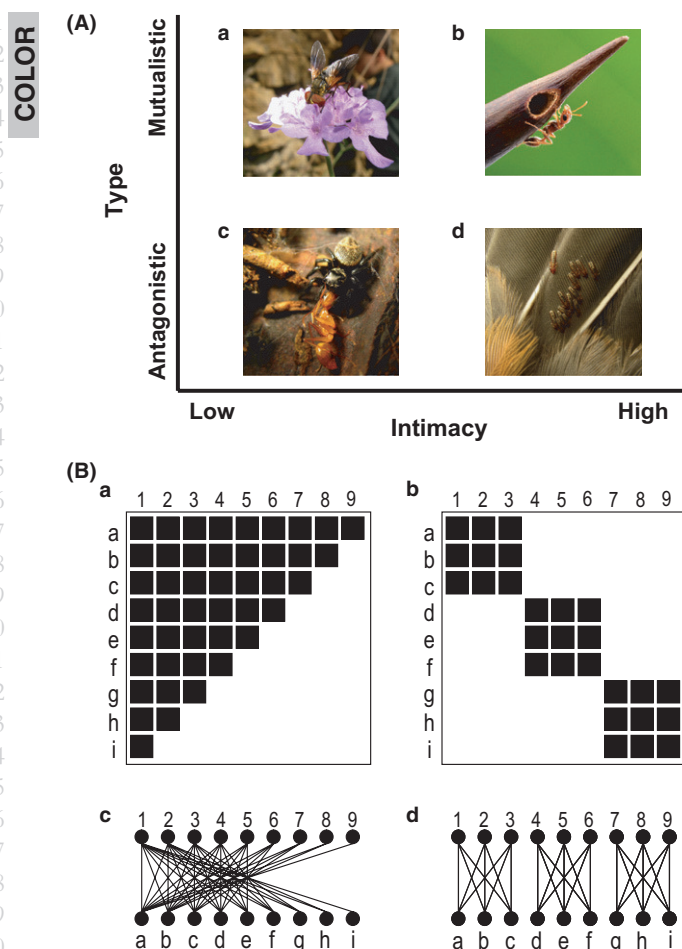 COLOR
(A)
Mutualistic
Antagonistic
Type
a
b
c
d
Low
High
Intimacy
(B)
a
1 2 3 4 5 6 7 8 9
a
b
c
d
e
f
g
h
i
b
1 2 3 4 5 6 7 8 9
a
b
c
d
e
f
g
h
i
c
1 2 3 4 5 6 7 8 9
a b c d e f g h i
d
1 2 3 4 5 6 7 8 9
a b c d e f g h i